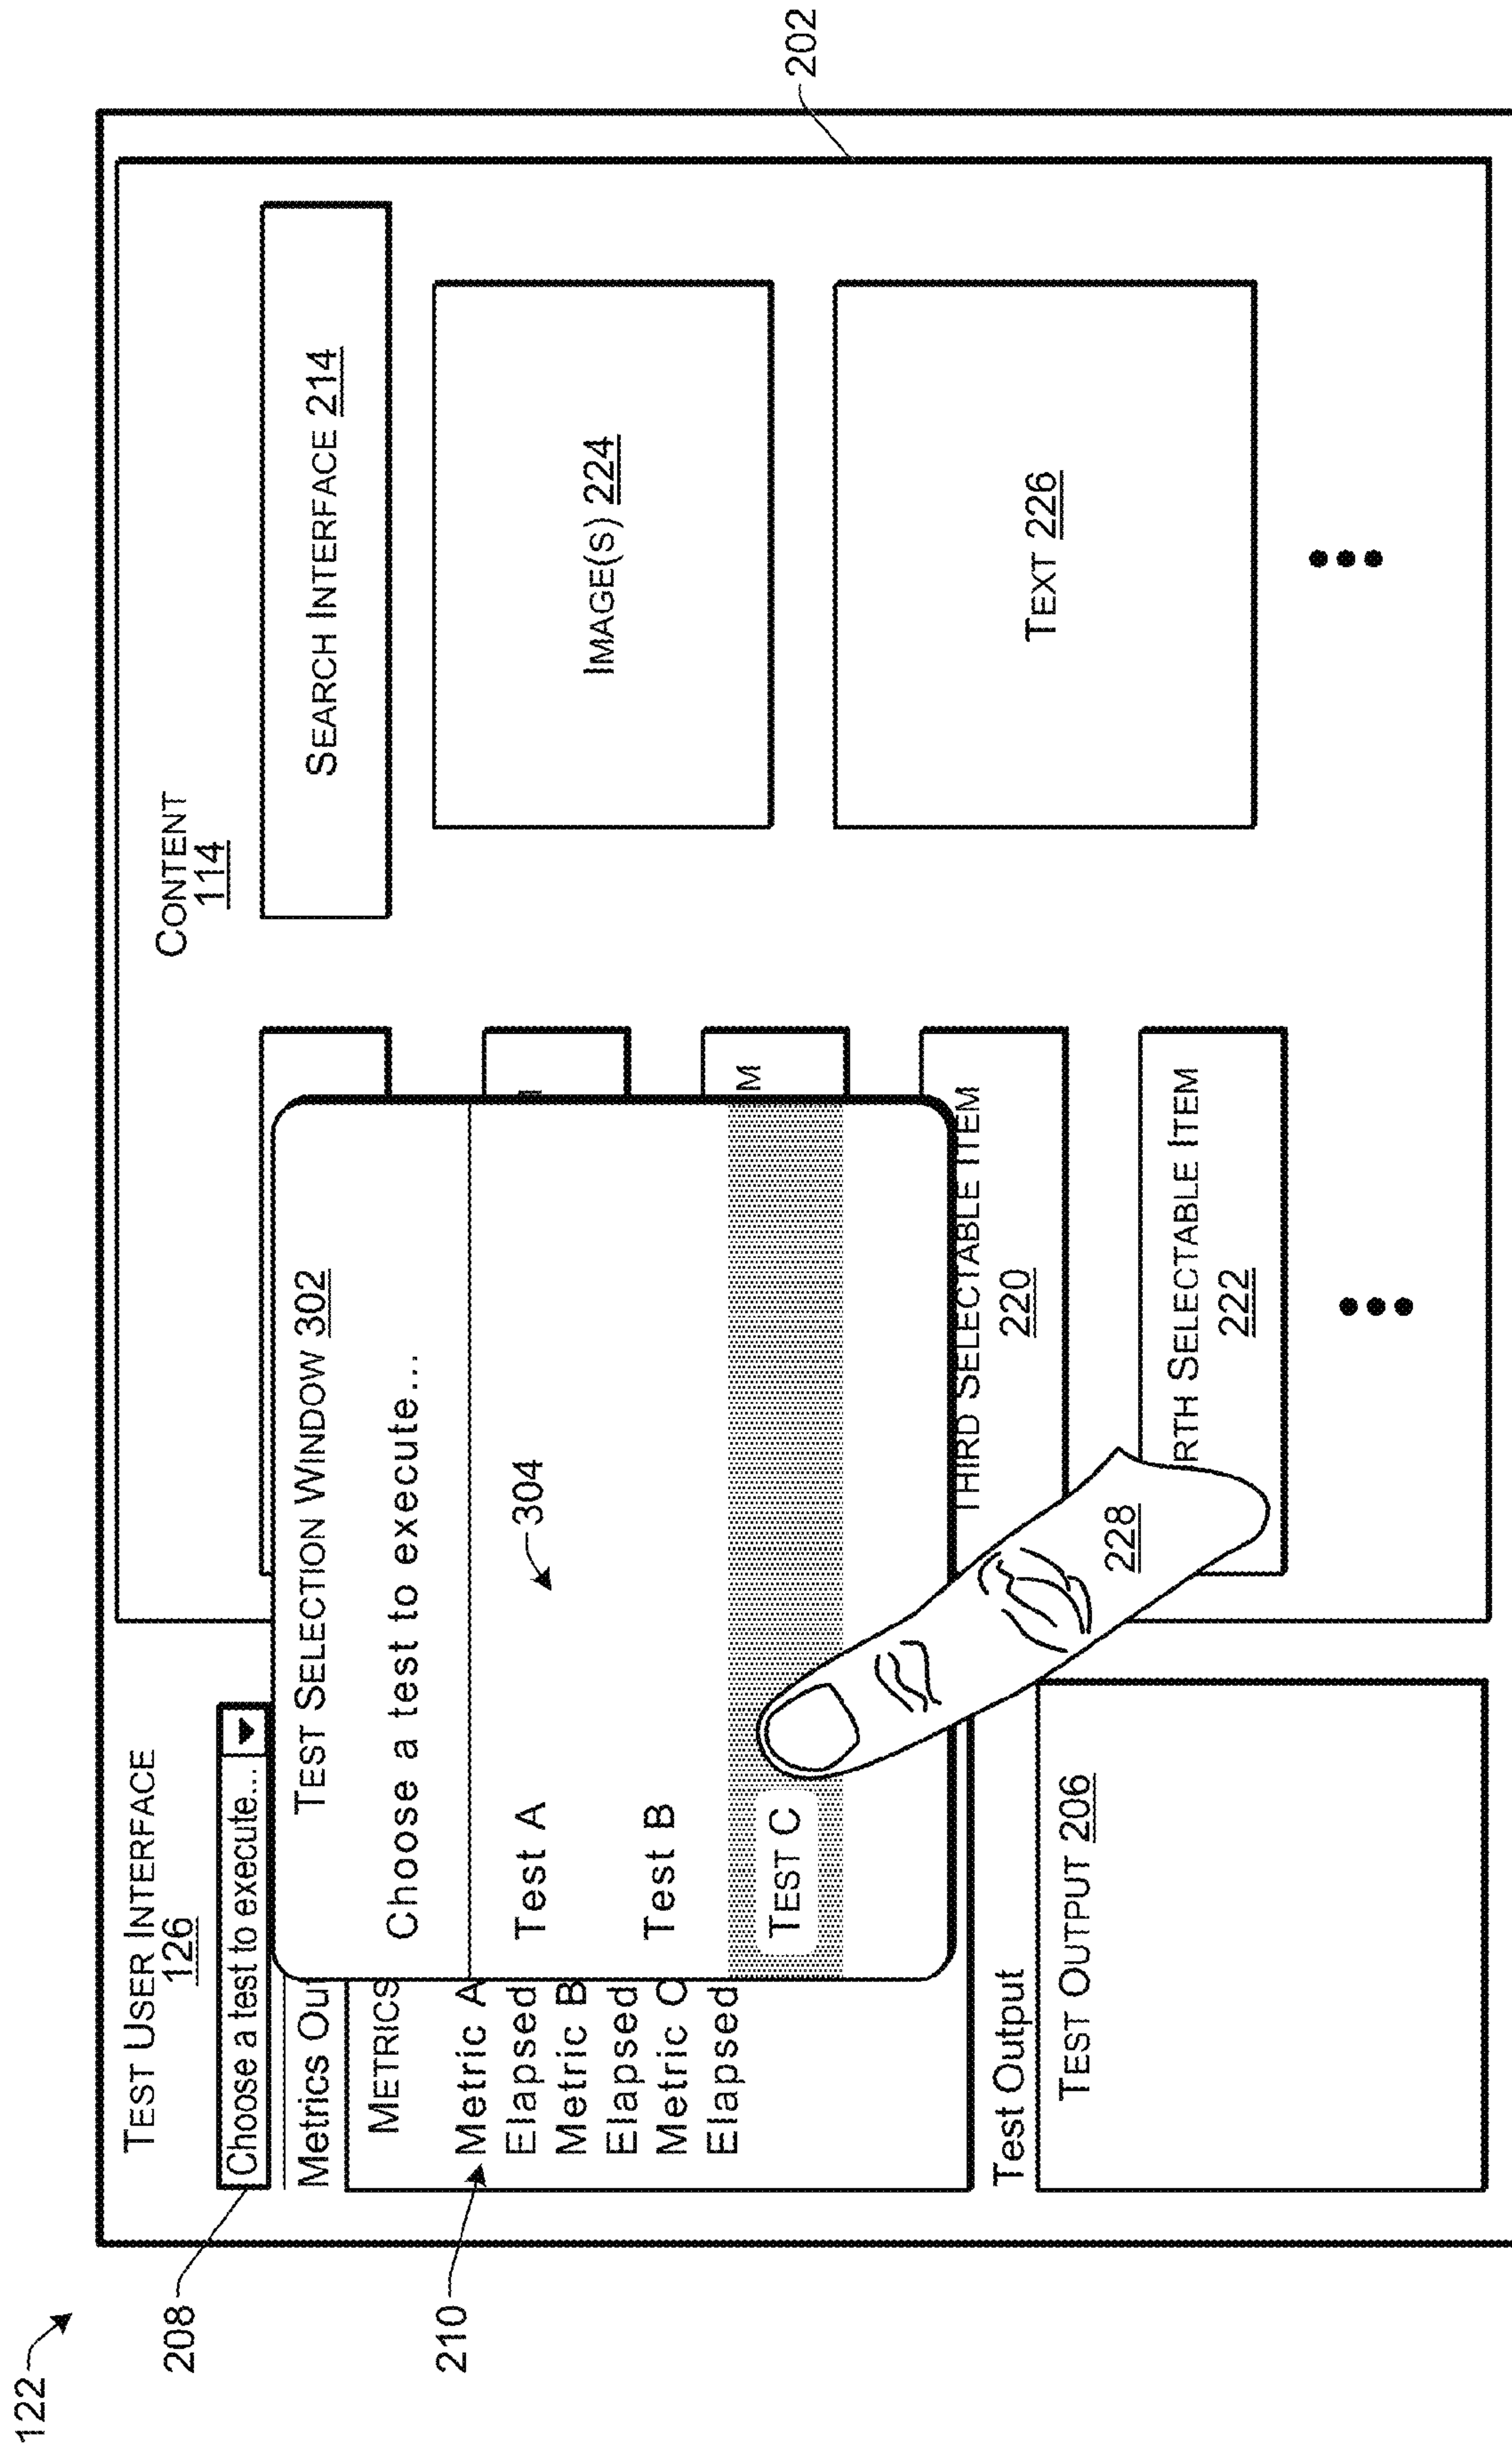 122
TEST USER INTERFACE
126
208
Choose a test to execute...
Metrics Out
METRICS
210
Metric A
Elapsed
Metric B
Elapsed
Metric C
Elapsed
Test Output
TEST OUTPUT 206
TEST SELECTION WINDOW 302
Choose a test to execute...
304
Test A
Test B
TEST C
228
CONTENT
114
M
THIRD SELECTABLE ITEM
220
RTH SELECTABLE ITEM
222
SEARCH INTERFACE 214
IMAGE(S) 224
TEXT 226
202